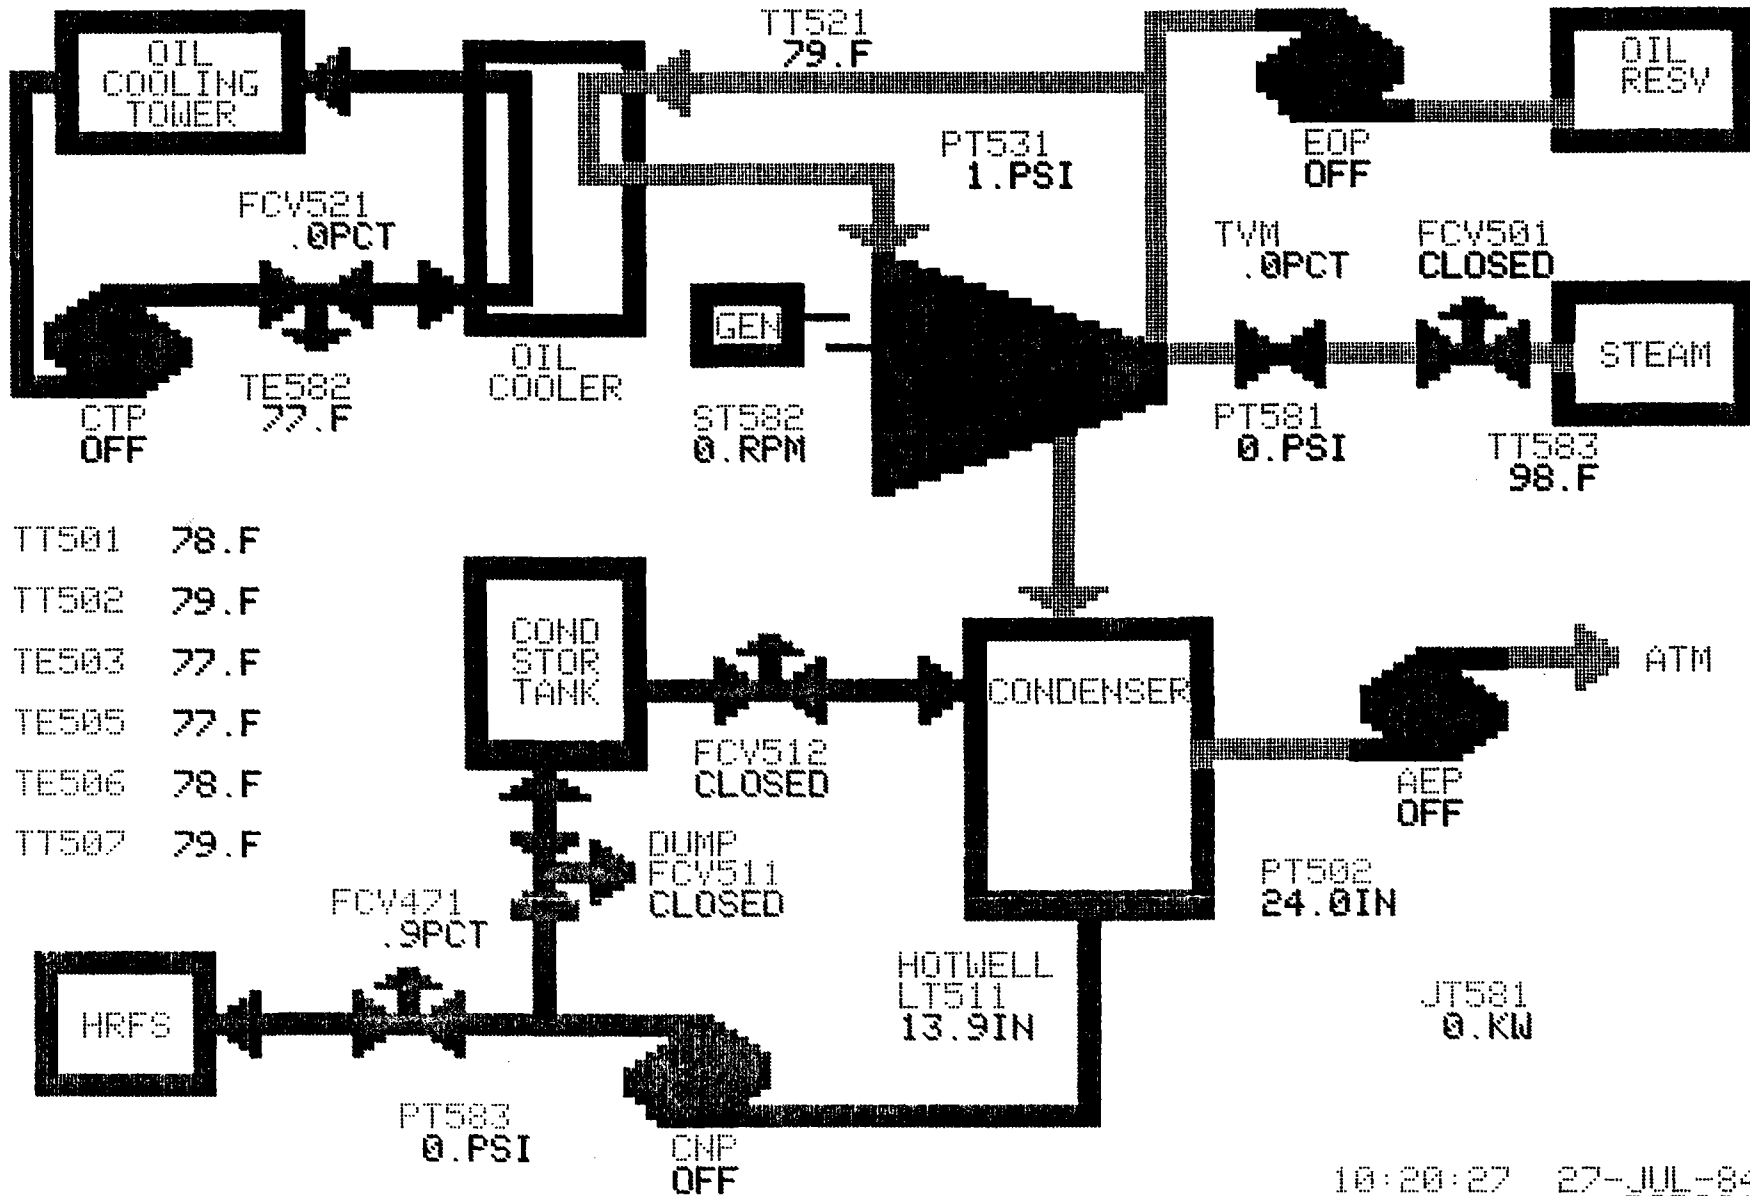 OIL
COOLING
TOWER
TT521
79.F
OIL
RESV
PT531
1.PSI
EOP
OFF
FCV521
.0PCT
TVM
.0PCT
FCV501
CLOSED
GEN
STEAM
OIL
COOLER
TE582
77.F
CTP
OFF
ST582
0.RPM
PT581
0.PSI
TT583
98.F
TT501 78.F
TT502 79.F
TE503 77.F
TE505 77.F
TE506 78.F
TT507 79.F
COND
STOR
TANK
CONDENSER
ATM
FCV512
CLOSED
AEP
OFF
DUMP
FCV511
CLOSED
PT502
24.0IN
FCV471
.9PCT
HOTWELL
LT511
13.9IN
JT581
0.KW
HRFS
PT583
0.PSI
CNP
OFF
10:20:27 27-JUL-84